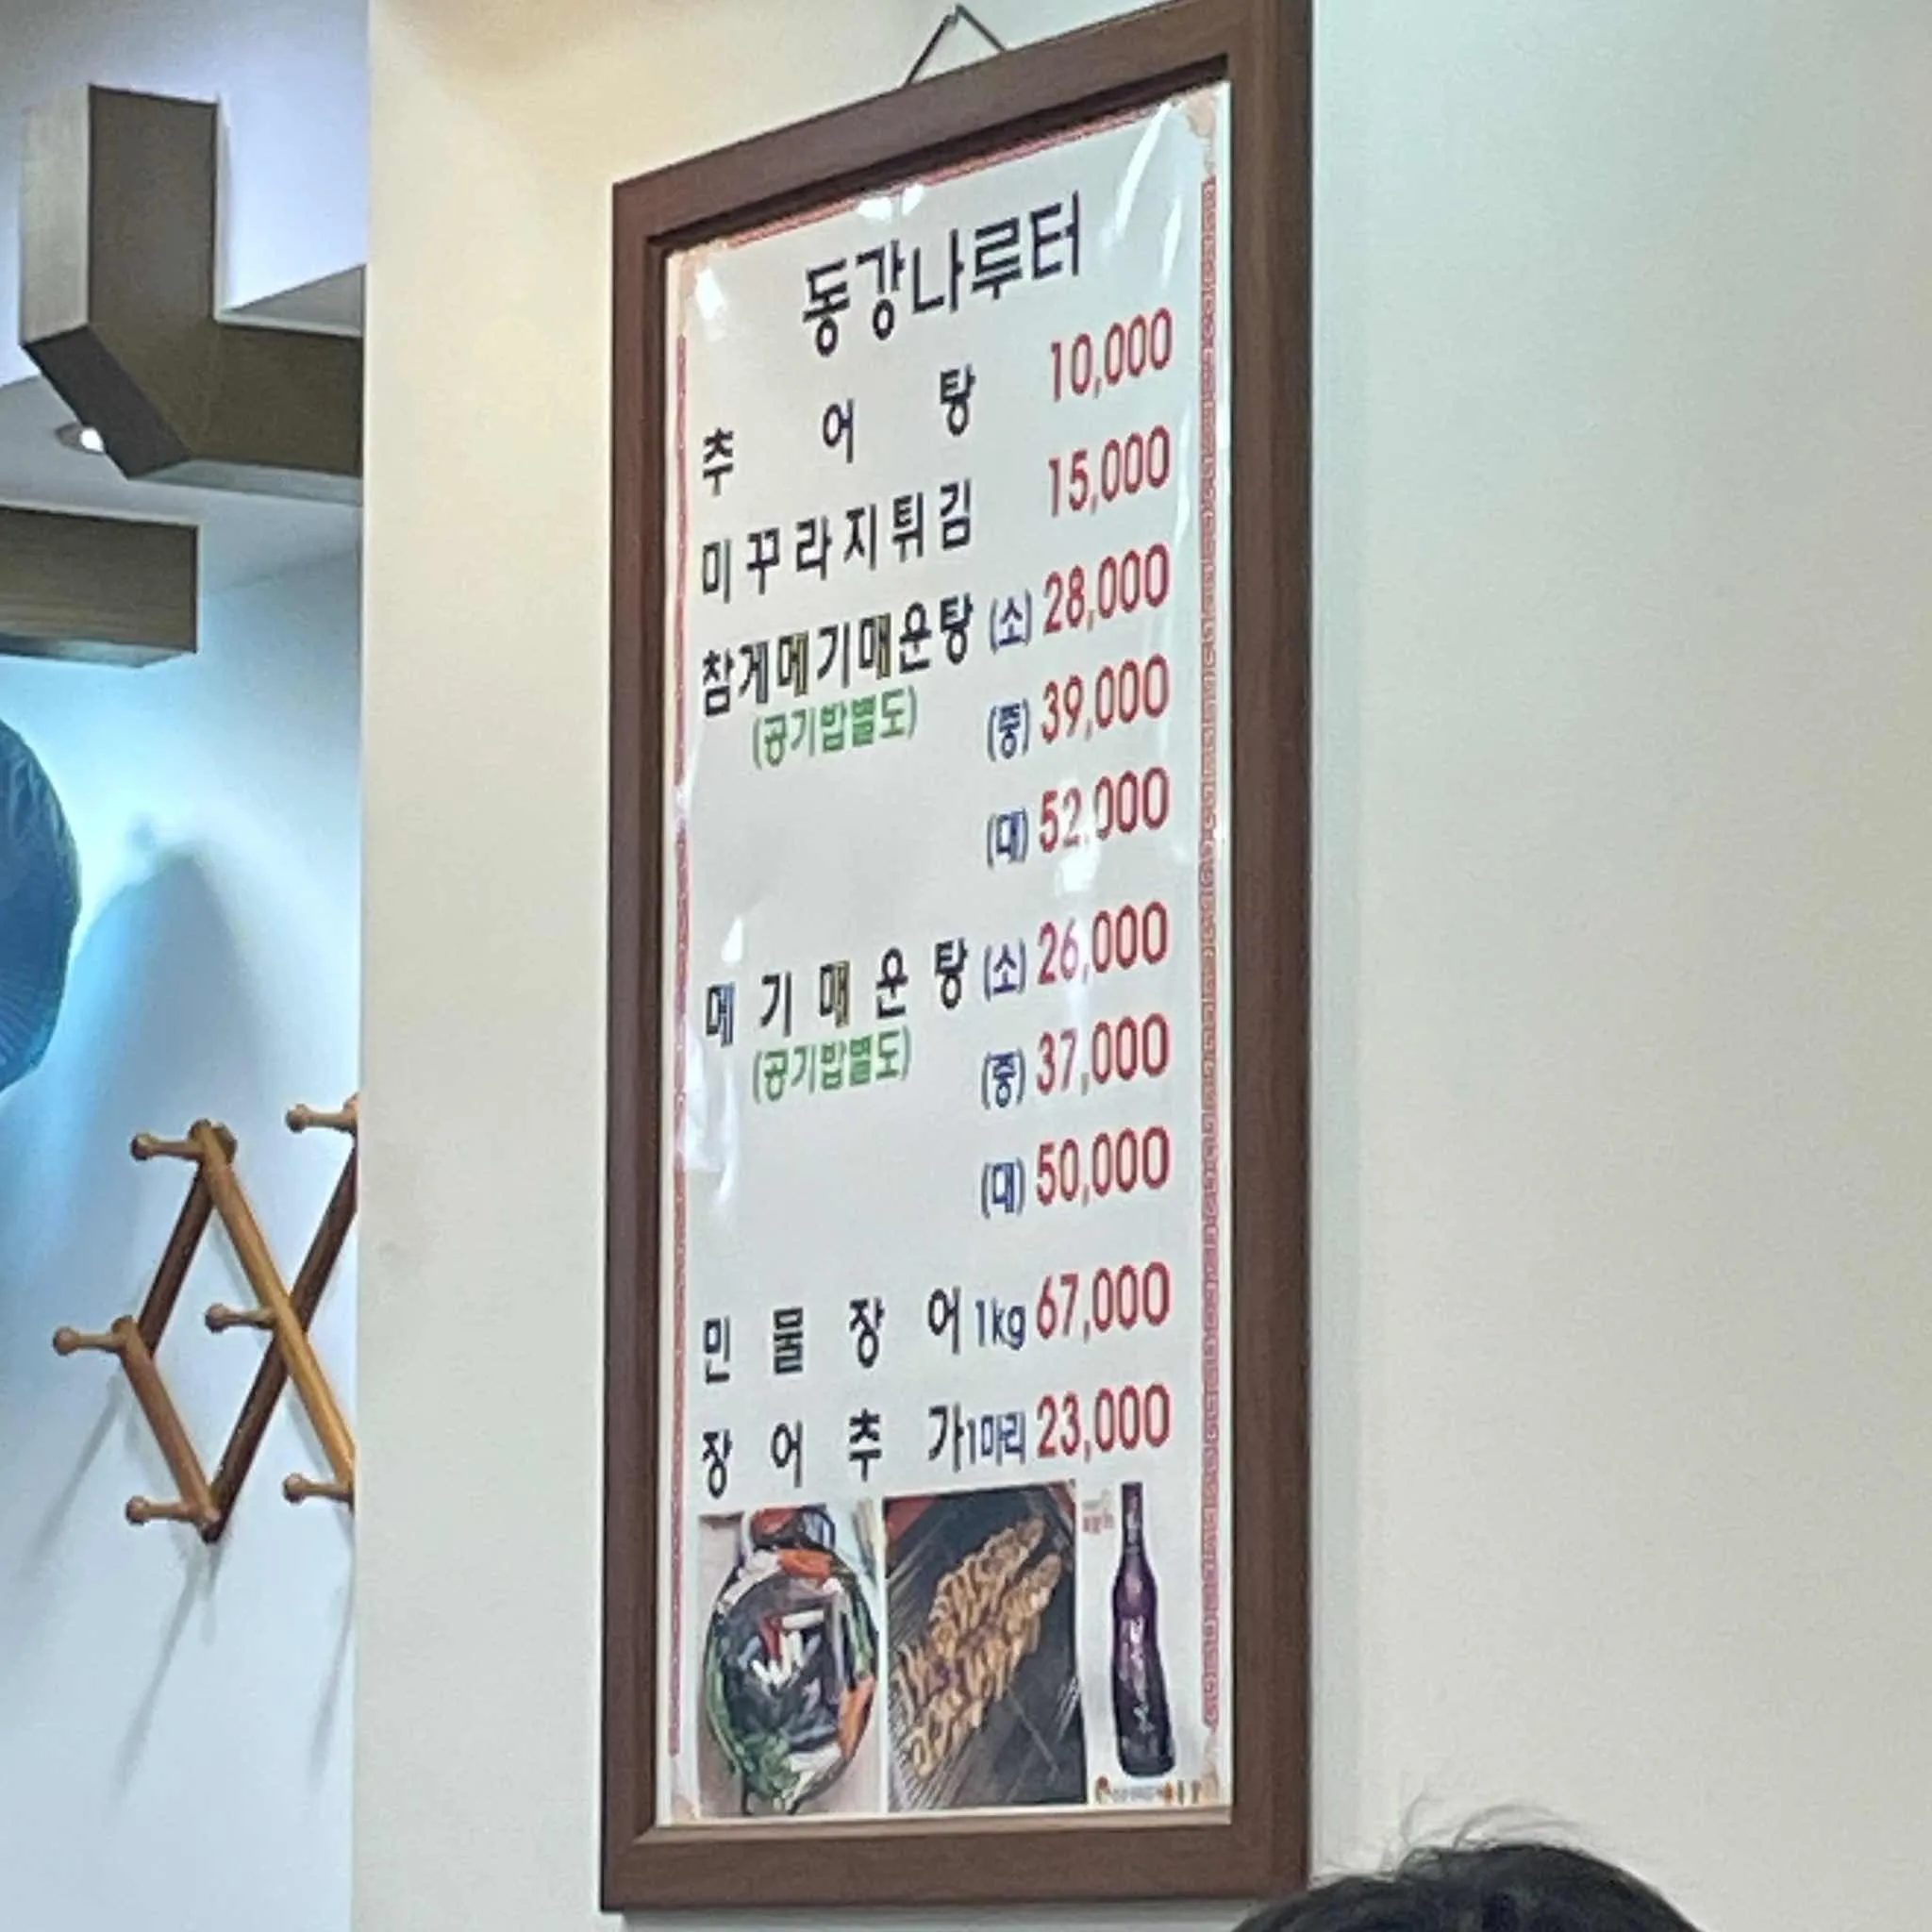 동강나루터
추어탕 10,000
미꾸라지튀김 15,000
참게메기매운탕 (소) 28,000
(공기밥별도) (중) 39,000
(대) 52,000
메기매운탕 (소) 26,000
(공기밥별도) (중) 37,000
(대) 50,000
민물장어 1kg 67,000
장어추가 1마리 23,000